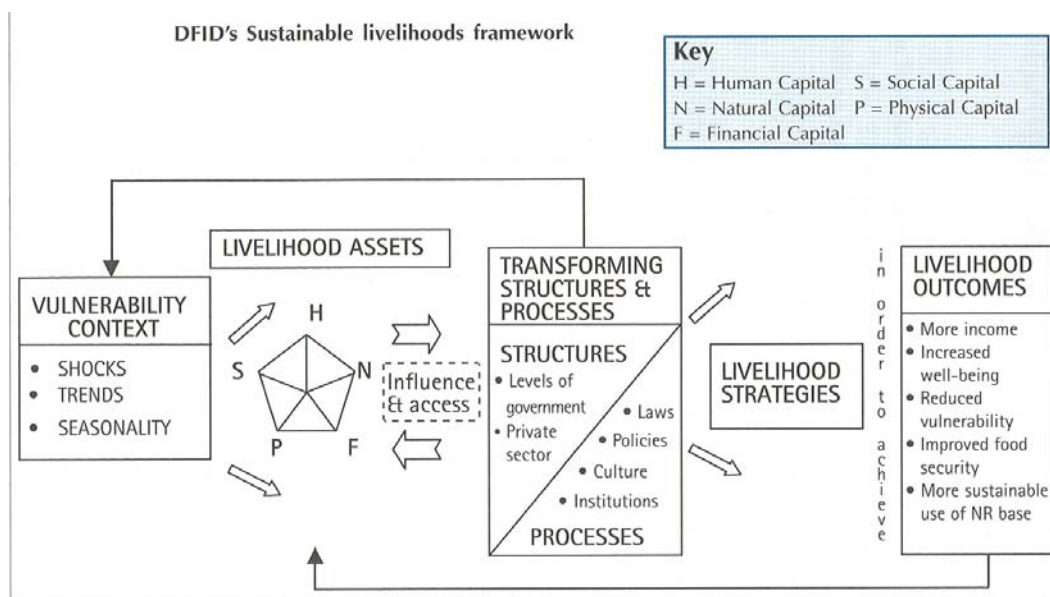 DFID's Sustainable livelihoods framework
Key
H = Human Capital S = Social Capital
N = Natural Capital P = Physical Capital
F = Financial Capital
LIVELIHOOD ASSETS
VULNERABILITY
CONTEXT
• SHOCKS
• TRENDS
• SEASONALITY
H
S
N
P
F
Influence
& access
TRANSFORMING
STRUCTURES &
PROCESSES
STRUCTURES
• Levels of
government
• Private
sector
• Laws
• Policies
• Culture
• Institutions
PROCESSES
LIVELIHOOD
STRATEGIES
in order to achieve
LIVELIHOOD
OUTCOMES
• More income
• Increased
well-being
• Reduced
vulnerability
• Improved food
security
• More sustainable
use of NR base